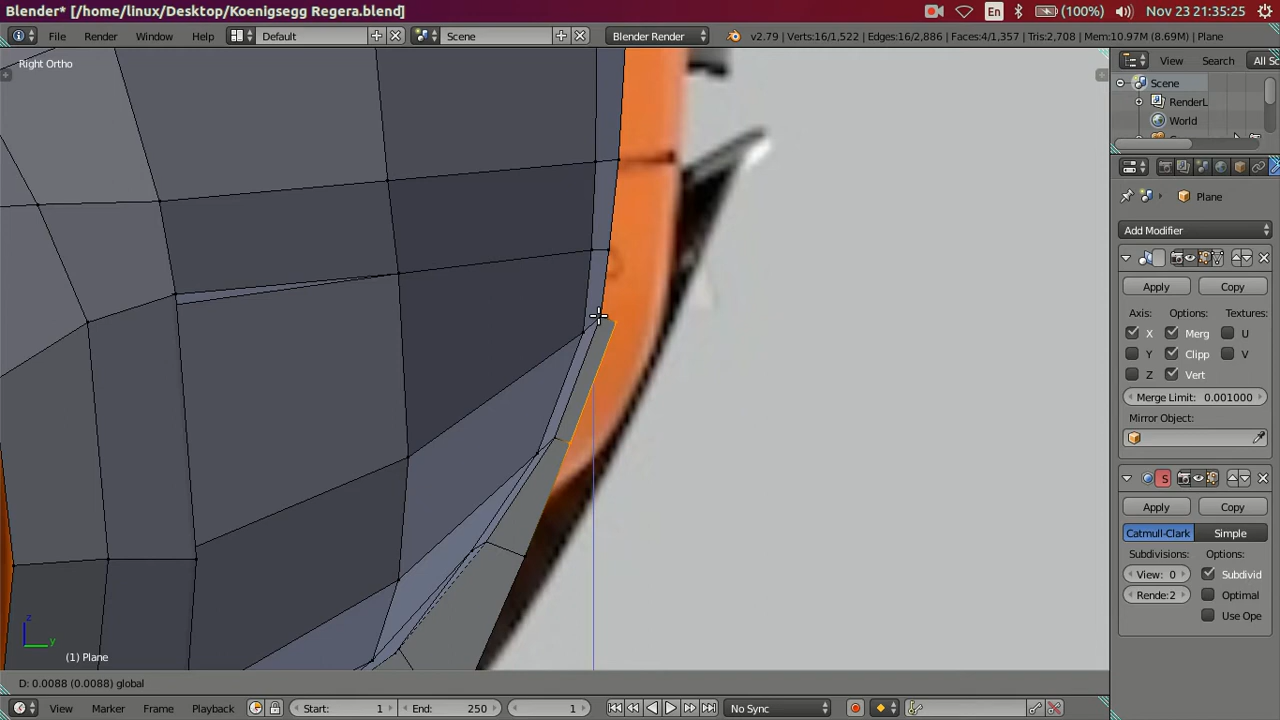 Blender* [/home/linux/Desktop/Koenigsegg Regera.blend]
En
(100%)
Nov 23 21:35:25
File Render Window Help Default Scene Blender Render v2.79 | Verts:16/1,522 | Edges:16/2,886 | Faces:4/1,357 | Tris:2,708 | Mem:10.97M (8.69M) | Plane
Right Ortho
View Search All Sc
Scene
RenderL
World
Plane
Add Modifier
Apply Copy
Axis: Options: Textures:
X Merg U
Y Clipp V
Z Vert
Merge Limit: 0.001000
Mirror Object:
S
Apply Copy
Catmull-Clark Simple
Subdivisions: Options:
View: 0 Subdivid
Rende:2 Optimal
Use Ope
z
y
(1) Plane
D: 0.0088 (0.0088) global
View Marker Frame Playback Start: 1 End: 250 1 No Sync